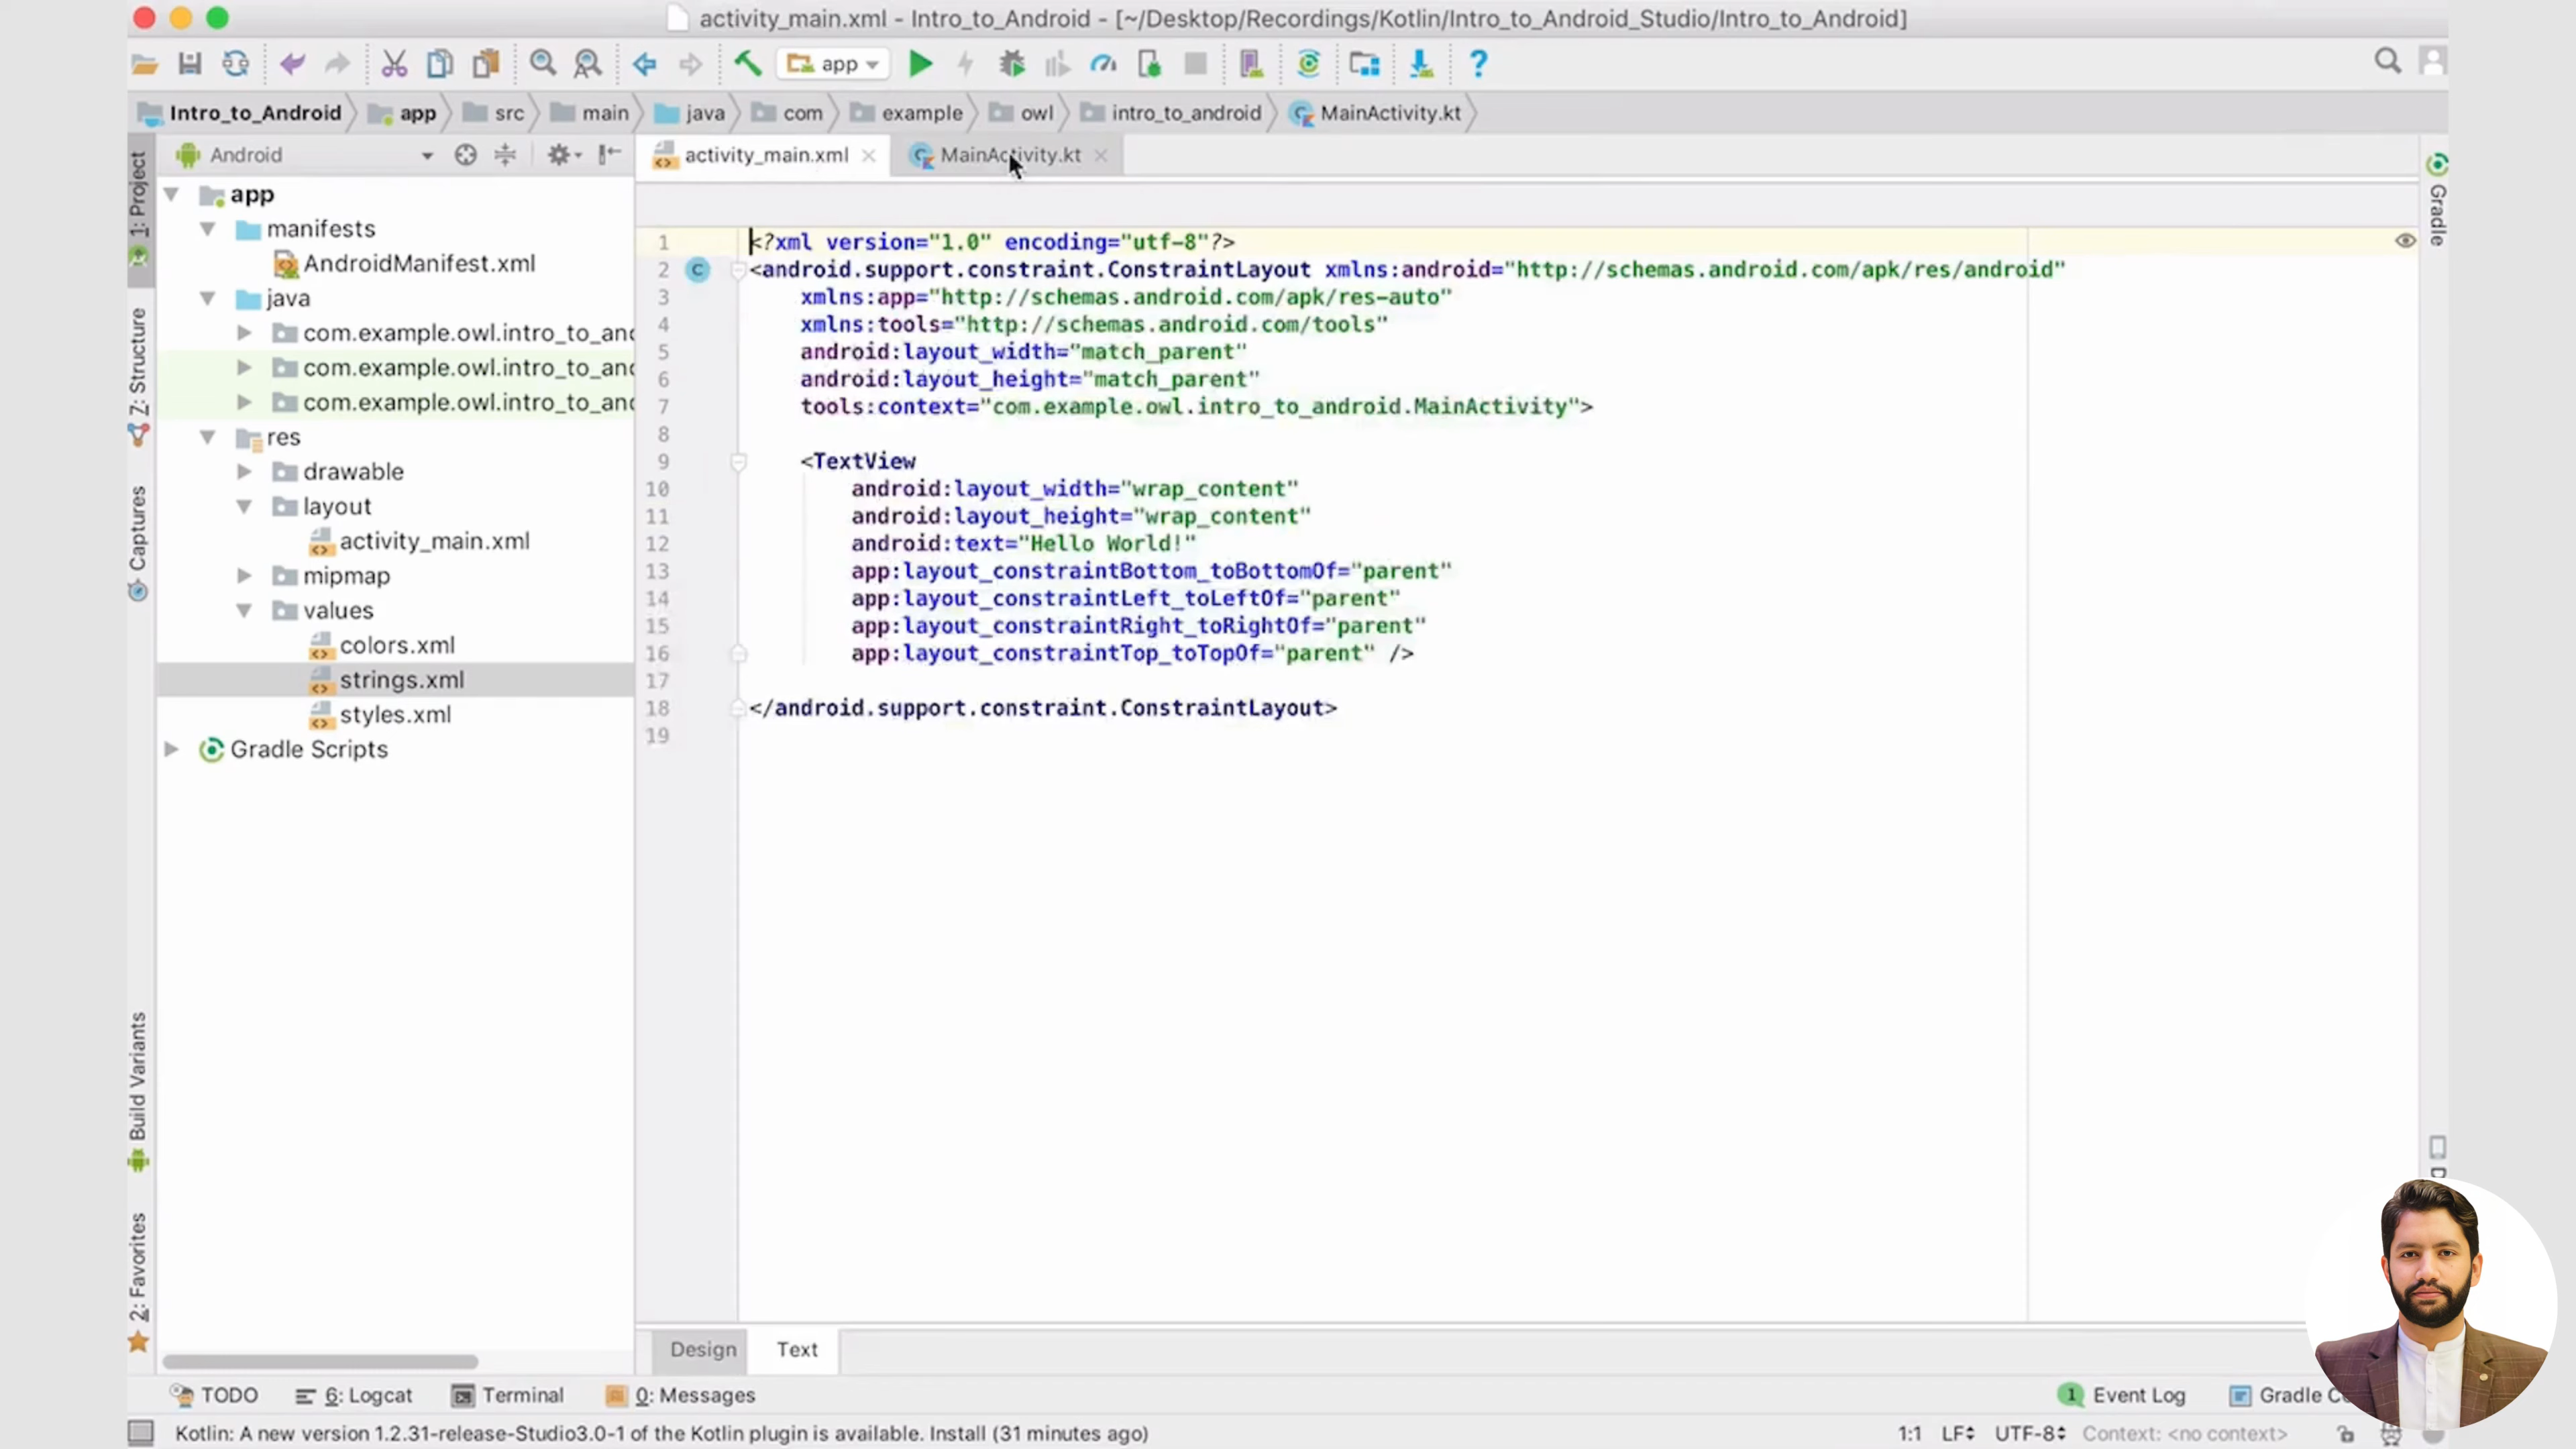 activity_main.xml - Intro_to_Android - [~/Desktop/Recordings/Kotlin/Intro_to_Android_Studio/Intro_to_Android]
app
Intro_to_Android app src main java com example owl intro_to_android MainActivity.kt
1: Project
Z: Structure
Captures
Build Variants
2: Favorites
Android
app
manifests
AndroidManifest.xml
java
com.example.owl.intro_to_and
com.example.owl.intro_to_and
com.example.owl.intro_to_and
res
drawable
layout
activity_main.xml
mipmap
values
colors.xml
strings.xml
styles.xml
Gradle Scripts
activity_main.xml MainActivity.kt
1 <?xml version="1.0" encoding="utf-8"?>
2 <android.support.constraint.ConstraintLayout xmlns:android="http://schemas.android.com/apk/res/android"
3 xmlns:app="http://schemas.android.com/apk/res-auto"
4 xmlns:tools="http://schemas.android.com/tools"
5 android:layout_width="match_parent"
6 android:layout_height="match_parent"
7 tools:context="com.example.owl.intro_to_android.MainActivity">
8
9 <TextView
10 android:layout_width="wrap_content"
11 android:layout_height="wrap_content"
12 android:text="Hello World!"
13 app:layout_constraintBottom_toBottomOf="parent"
14 app:layout_constraintLeft_toLeftOf="parent"
15 app:layout_constraintRight_toRightOf="parent"
16 app:layout_constraintTop_toTopOf="parent" />
17
18 </android.support.constraint.ConstraintLayout>
19
Gradle
Design Text
TODO 6: Logcat Terminal 0: Messages 1 Event Log Gradle
Kotlin: A new version 1.2.31-release-Studio3.0-1 of the Kotlin plugin is available. Install (31 minutes ago) 1:1 LF UTF-8 Context: <no context>